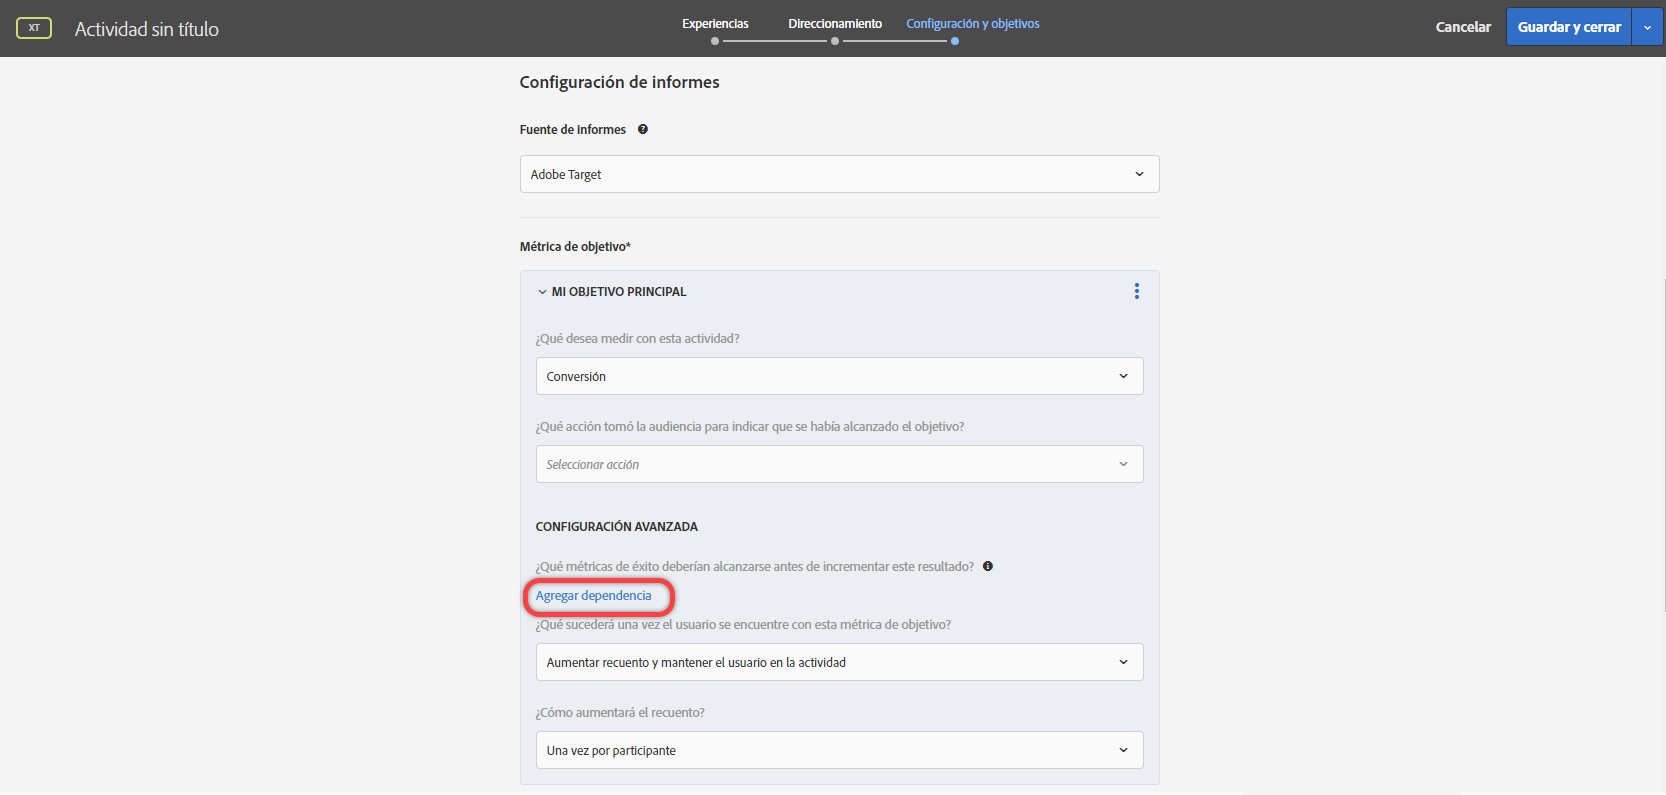 XT
Actividad sin título
Experiencias
Direccionamiento
Configuración y objetivos
Cancelar
Guardar y cerrar
Configuración de informes
Fuente de informes
Adobe Target
Métrica de objetivo*
MI OBJETIVO PRINCIPAL
¿Qué desea medir con esta actividad?
Conversión
¿Qué acción tomó la audiencia para indicar que se había alcanzado el objetivo?
Seleccionar acción
CONFIGURACIÓN AVANZADA
¿Qué métricas de éxito deberían alcanzarse antes de incrementar este resultado?
Agregar dependencia
¿Qué sucederá una vez el usuario se encuentre con esta métrica de objetivo?
Aumentar recuento y mantener el usuario en la actividad
¿Cómo aumentará el recuento?
Una vez por participante